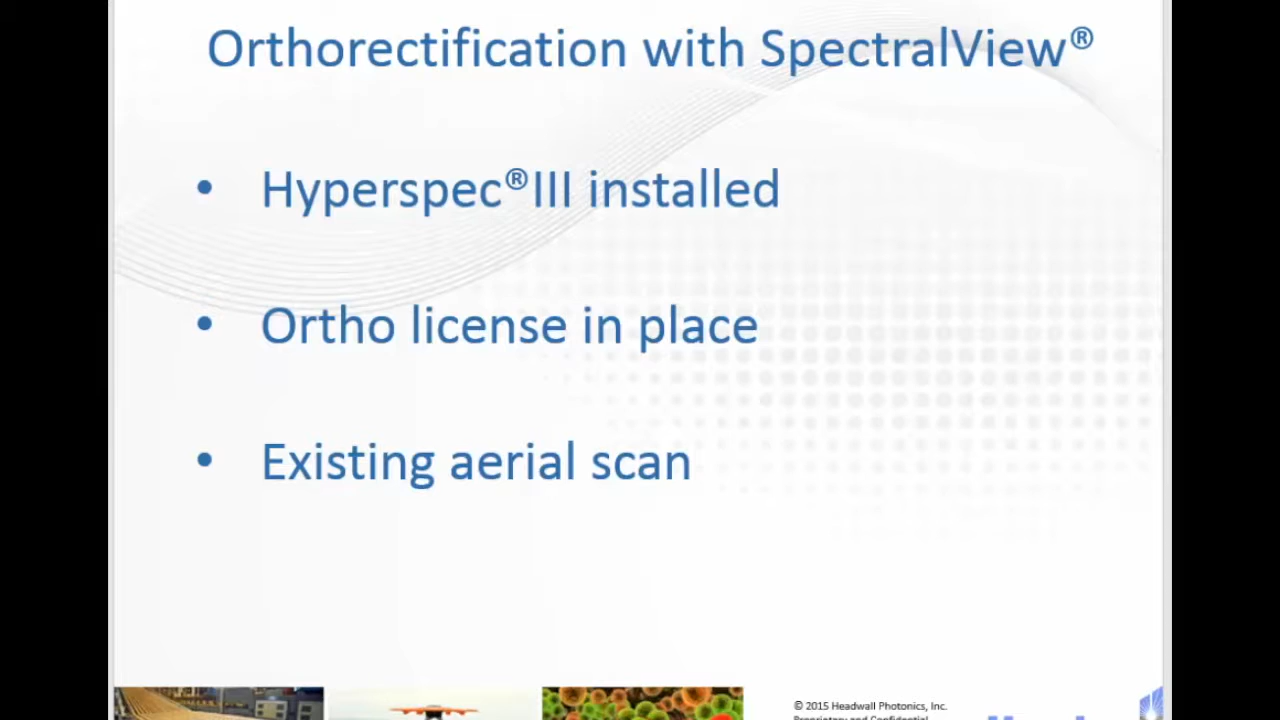 Orthorectification with SpectralView®
• Hyperspec®III installed
• Ortho license in place
• Existing aerial scan
© 2015 Headwall Photonics, Inc.
Proprietary and Confidential